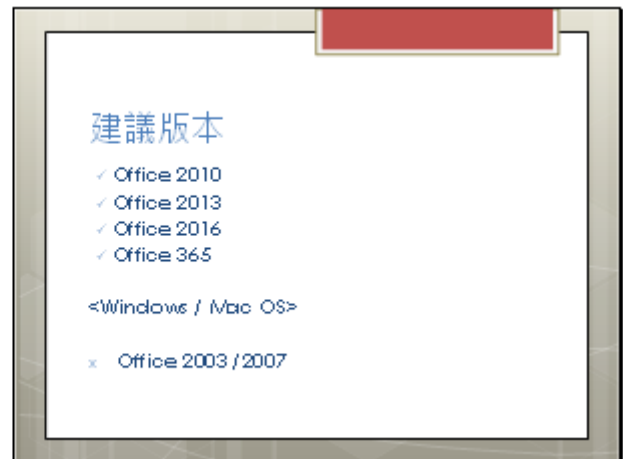 建議版本
✓ Office 2010
✓ Office 2013
✓ Office 2016
✓ Office 365
<Windows / Mac OS>
x Office 2003 / 2007